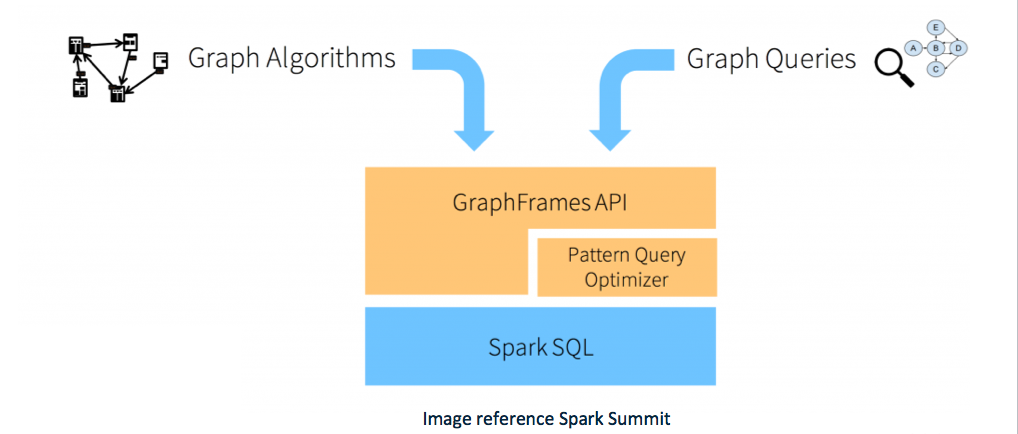 Graph Algorithms
Graph Queries
E
A
B
D
C
GraphFrames API
Pattern Query
Optimizer
Spark SQL
Image reference Spark Summit